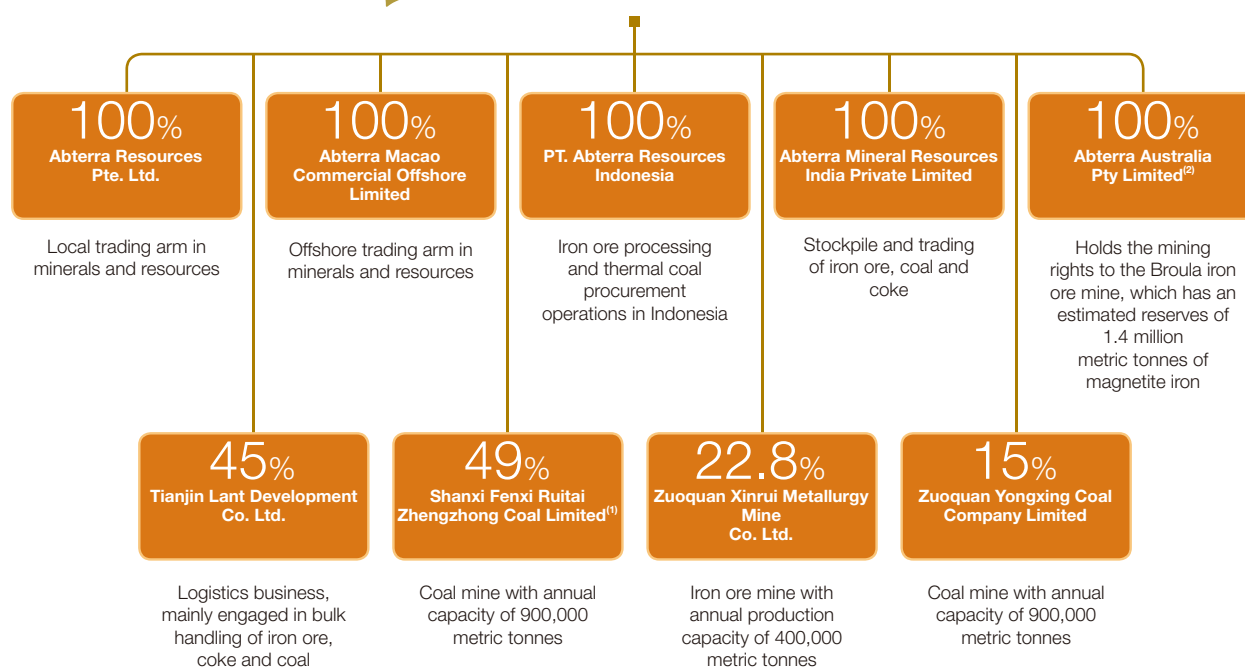 100%
Abterra Resources
Pte. Ltd.
Local trading arm in
minerals and resources
100%
Abterra Macao
Commercial Offshore
Limited
Offshore trading arm in
minerals and resources
100%
PT. Abterra Resources
Indonesia
Iron ore processing
and thermal coal
procurement
operations in Indonesia
100%
Abterra Mineral Resources
India Private Limited
Stockpile and trading
of iron ore, coal and
coke
100%
Abterra Australia
Pty Limited(2)
Holds the mining
rights to the Broula iron
ore mine, which has an
estimated reserves of
1.4 million
metric tonnes of
magnetite iron
45%
Tianjin Lant Development
Co. Ltd.
Logistics business,
mainly engaged in bulk
handling of iron ore,
coke and coal
49%
Shanxi Fenxi Ruitai
Zhengzhong Coal Limited(1)
Coal mine with annual
capacity of 900,000
metric tonnes
22.8%
Zuoquan Xinrui Metallurgy
Mine
Co. Ltd.
Iron ore mine with
annual production
capacity of 400,000
metric tonnes
15%
Zuoquan Yongxing Coal
Company Limited
Coal mine with annual
capacity of 900,000
metric tonnes